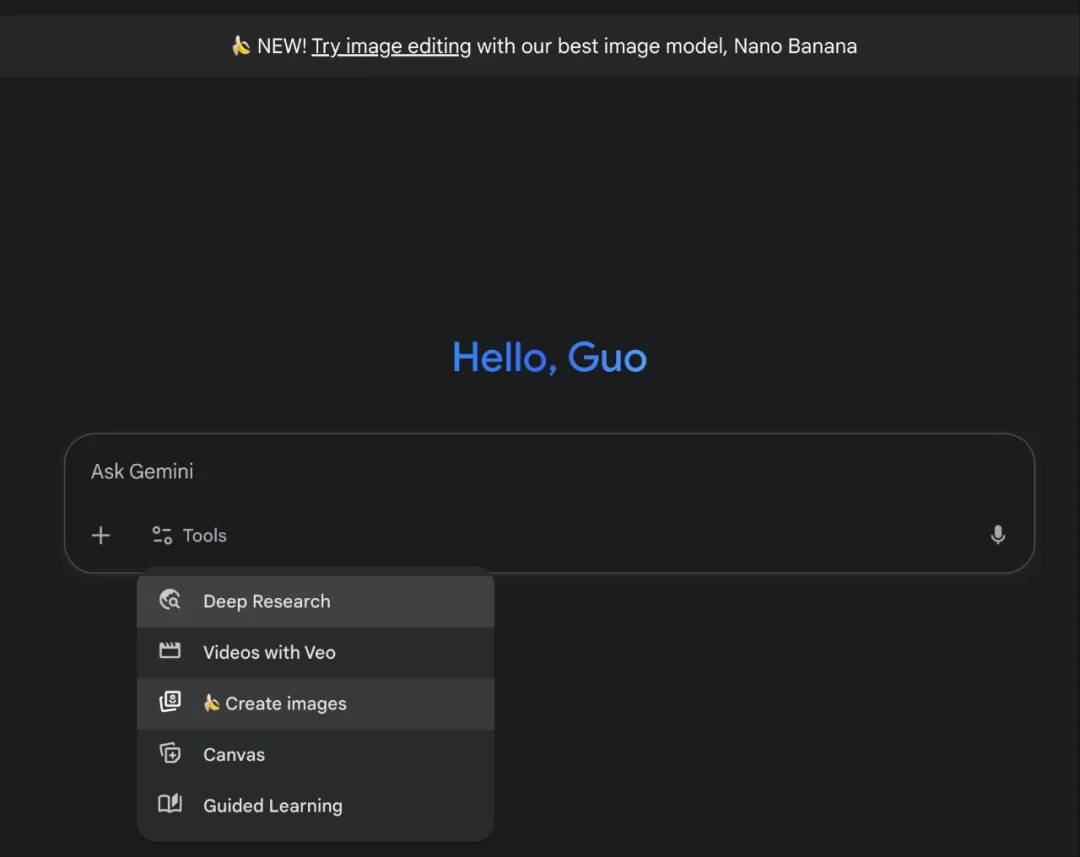 🍌 NEW! Try image editing with our best image model, Nano Banana
Hello, Guo
Ask Gemini
Tools
Deep Research
Videos with Veo
🍌 Create images
Canvas
Guided Learning